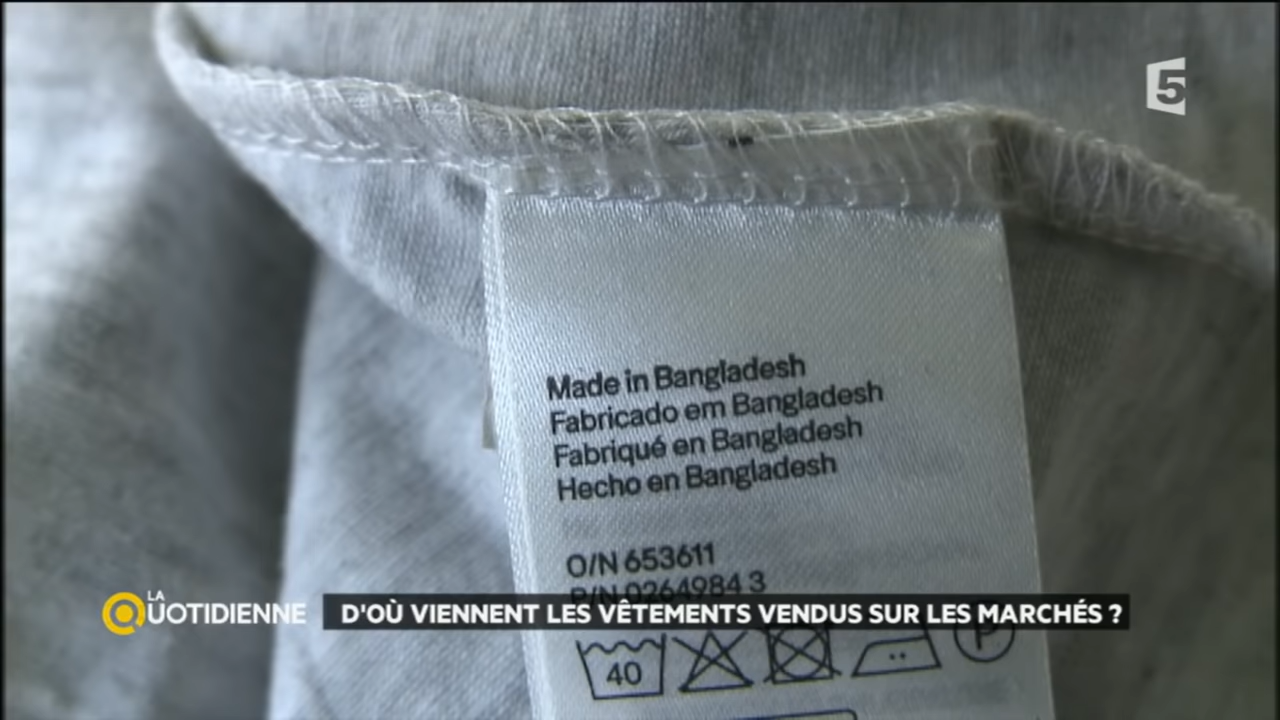 5
Made in Bangladesh
Fabricado em Bangladesh
Fabriqué en Bangladesh
Hecho en Bangladesh
O/N 653611
P/N 0264984 3
LA
QUOTIDIENNE
D'OÙ VIENNENT LES VÊTEMENTS VENDUS SUR LES MARCHÉS ?
40
P